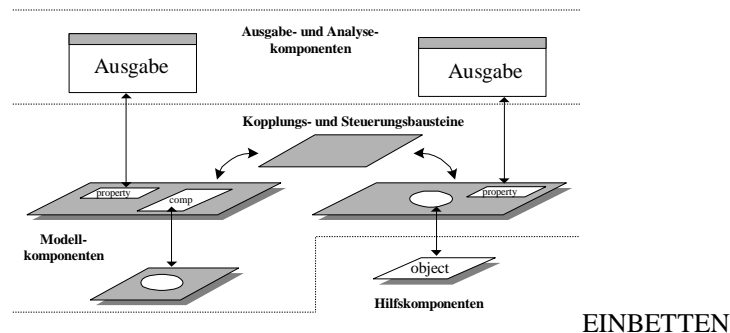 Ausgabe- und Analyse-
komponenten
Ausgabe
Ausgabe
Kopplungs- und Steuerungsbausteine
property
comp
property
Modell-
komponenten
object
Hilfskomponenten
EINBETTEN